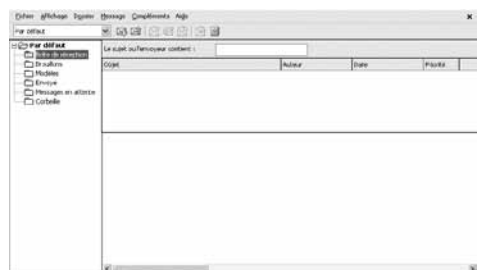 Fichier Affichage Dossier Message Compléments Aide
Par défaut
Par défaut
Boîte de réception
Brouillons
Modèles
Envoyé
Messages en attente
Corbeille
Le sujet ou l'envoyeur contient :
Objet Auteur Date Priorité